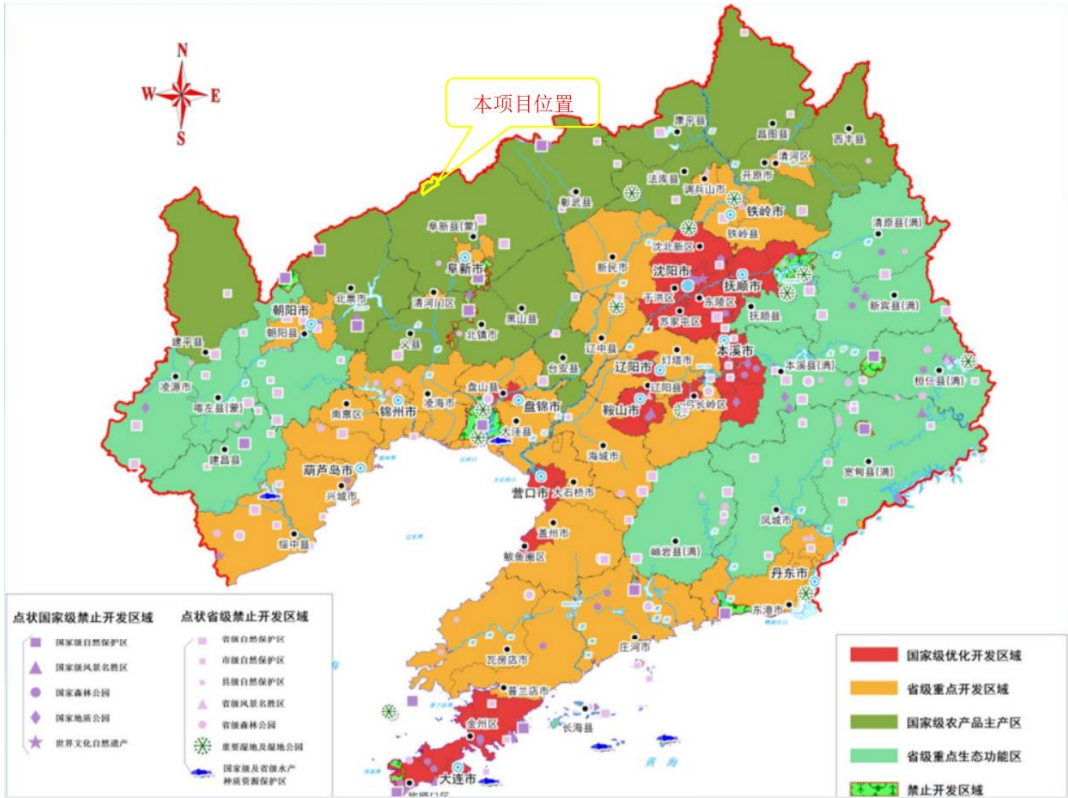 N
W E
S
本项目位置
康平县
昌图县
西丰县
清河区
开原市
法库县
调兵山市
彰武县
铁岭市
铁岭县
清原县(满)
阜新县(蒙)
沈北新区
新民市
阜新市
沈阳市
抚顺市
北票市
清河门区
于洪区
东陵区
新宾县(满)
黑山县
苏家屯区
抚顺县
朝阳市
朝阳县
义县
北镇市
辽中县
本溪市
建平县
台安县
灯塔市
辽阳市
本溪县(满)
桓仁县(满)
凌源市
盘山县
辽阳县
喀左县(蒙)
南票区
锦州市
凌海市
盘锦市
鞍山市
弓长岭区
大洼县
建昌县
海城市
宽甸县(满)
葫芦岛市
营口市
大石桥市
兴城市
凤城市
盖州市
绥中县
鲅鱼圈区
岫岩县(满)
丹东市
东港市
庄河市
瓦房店市
普兰店市
金州区
长海县
黄 海
大连市
旅顺口区
点状国家级禁止开发区域
国家级自然保护区
国家级风景名胜区
国家森林公园
国家地质公园
世界文化自然遗产
点状省级禁止开发区域
省级自然保护区
市级自然保护区
县级自然保护区
省级风景名胜区
省级森林公园
重要湿地及湿地公园
国家级及省级水产
种质资源保护区
国家级优化开发区域
省级重点开发区域
国家级农产品主产区
省级重点生态功能区
禁止开发区域